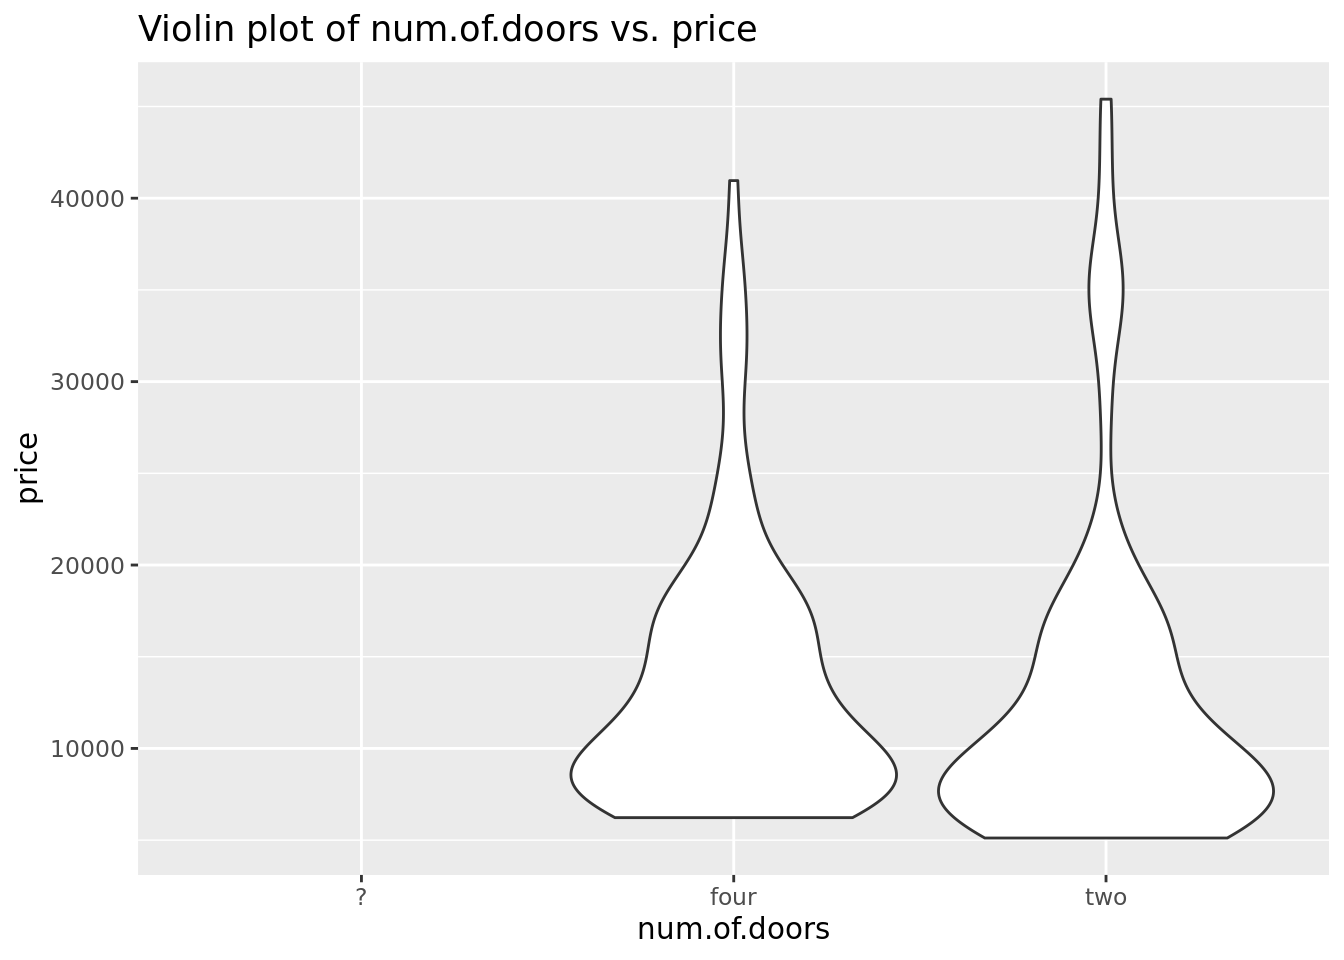 Violin plot of num.of.doors vs. price
40000
30000
20000
10000
price
?
four
two
num.of.doors